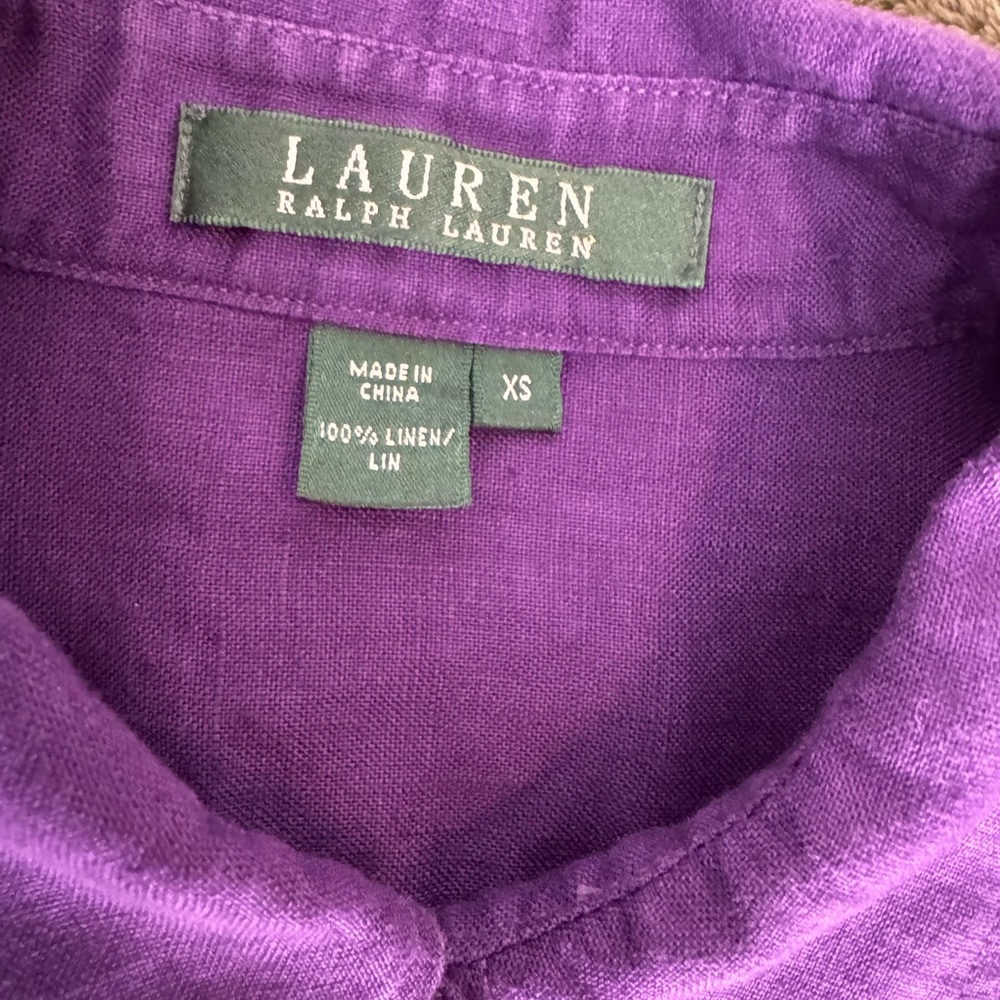 LAUREN
RALPH LAUREN
MADE IN
CHINA
XS
100% LINEN/
LIN